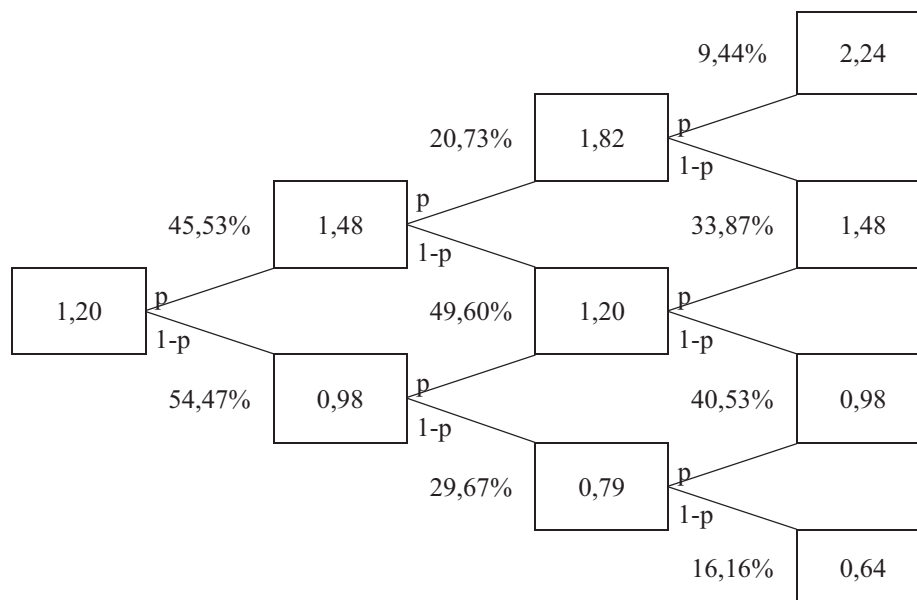 9,44% 2,24
20,73% 1,82 p
1-p
45,53% 1,48 p
1-p
33,87% 1,48
1,20 p
1-p
49,60% 1,20 p
1-p
54,47% 0,98 p
1-p
40,53% 0,98
29,67% 0,79 p
1-p
16,16% 0,64